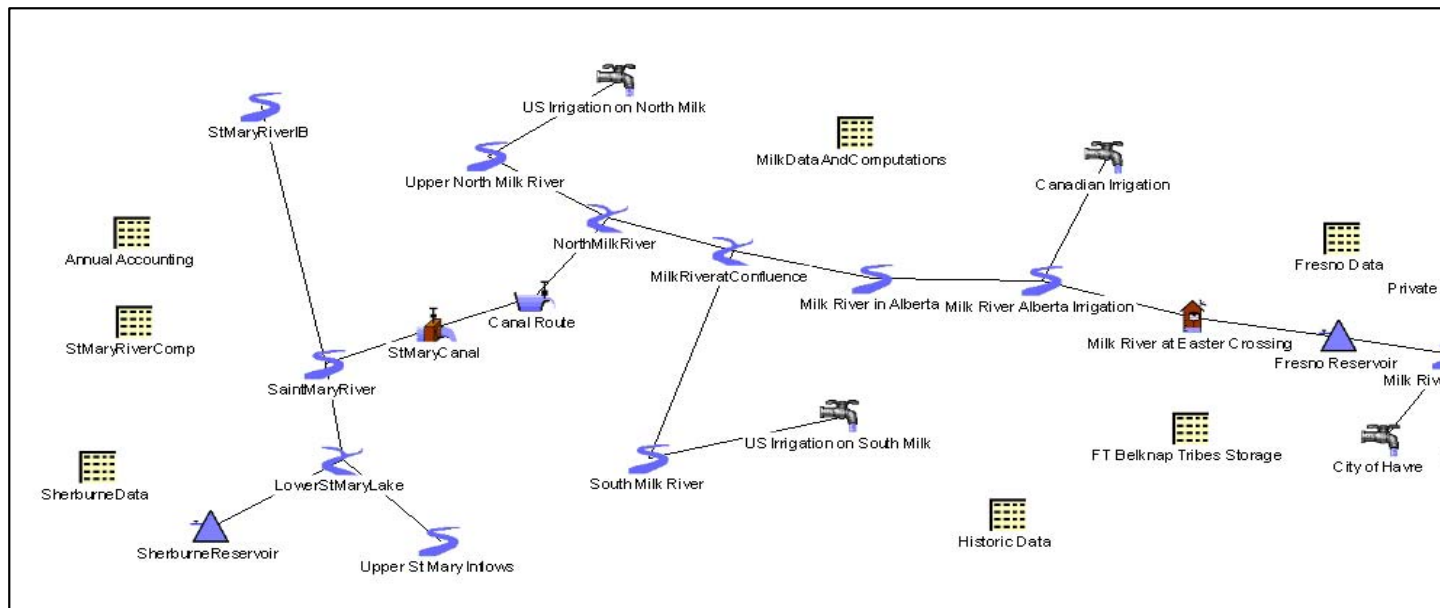 US Irrigation on North Milk
StMaryRiverIB
MilkDataAndComputations
Upper North Milk River
Canadian Irrigation
NorthMilkRiver
Annual Accounting
MilkRiveratConfluence
Fresno Data
Private
Milk River in Alberta
Milk River Alberta Irrigation
Canal Route
StMaryRiverComp
StMaryCanal
Milk River at Easter Crossing
Fresno Reservoir
SaintMaryRiver
Milk Riv
US Irrigation on South Milk
FT Belknap Tribes Storage
City of Havre
LowerStMaryLake
South Milk River
SherburneData
Historic Data
SherburneReservoir
Upper St Mary Inflows